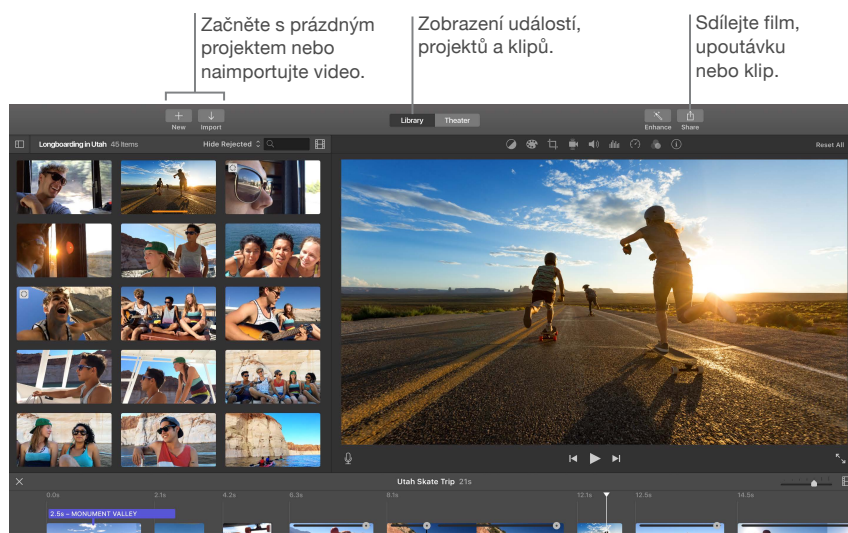 Začněte s prázdným
projektem nebo
naimportujte video.
Zobrazení událostí,
projektů a klipů.
Sdílejte film,
upoutávku
nebo klip.
New
Import
Library
Theater
Enhance
Share
Longboarding in Utah 45 Items
Hide Rejected
Reset All
Utah Skate Trip 21s
0.0s
2.1s
4.2s
6.3s
8.1s
12.1s
12.5s
14.5s
2.5s – MONUMENT VALLEY